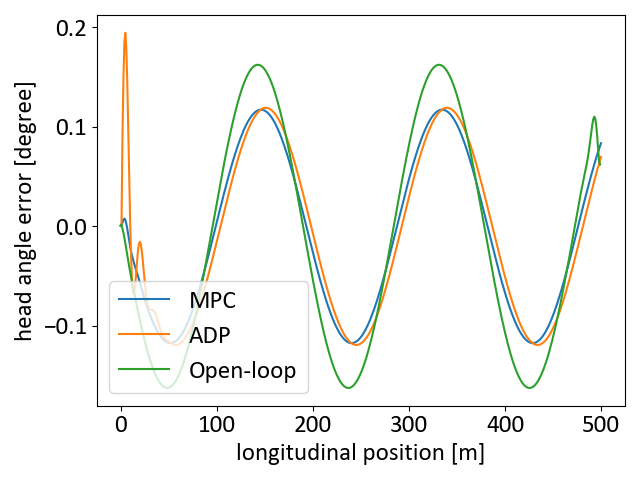 0.2
0.1
0.0
−0.1
head angle error [degree]
MPC
ADP
Open-loop
0 100 200 300 400 500
longitudinal position [m]